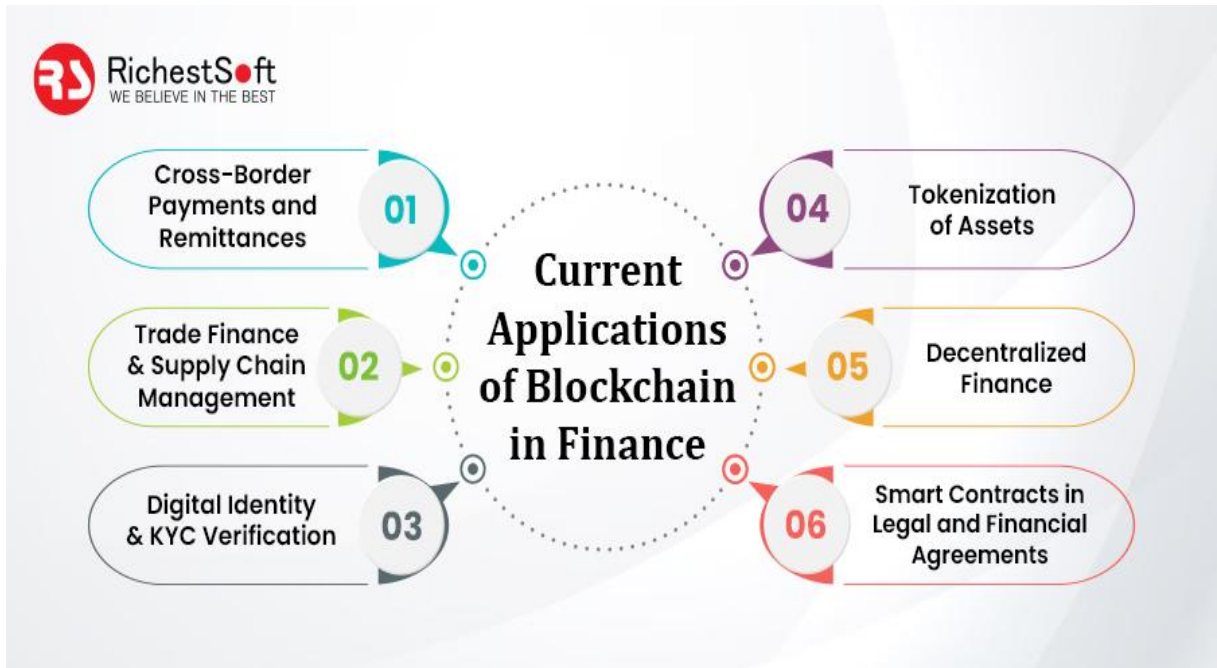 RS
RichestSoft
WE BELIEVE IN THE BEST
Cross-Border
Payments and
Remittances
01
Trade Finance
& Supply Chain
Management
02
Digital Identity
& KYC Verification
03
Current
Applications
of Blockchain
in Finance
04
Tokenization
of Assets
05
Decentralized
Finance
06
Smart Contracts in
Legal and Financial
Agreements